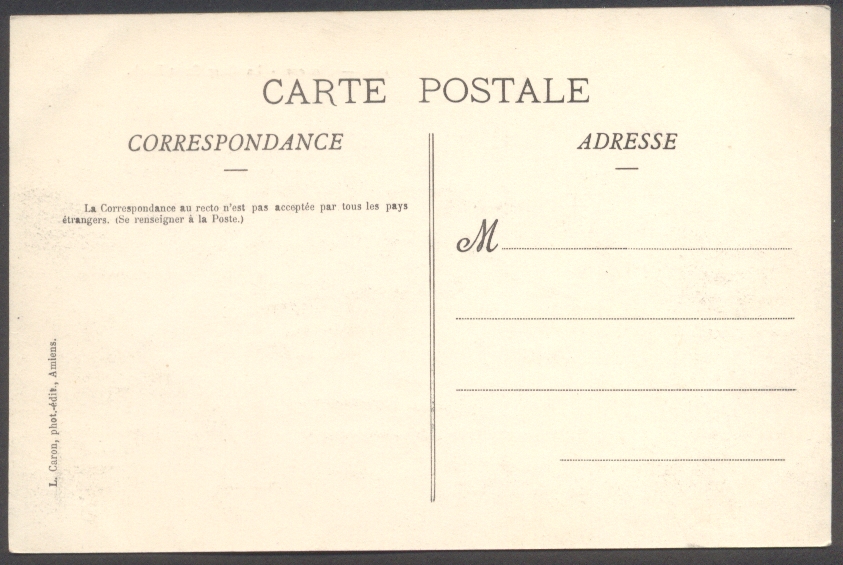 CARTE POSTALE
CORRESPONDANCE
La Correspondance au recto n'est pas acceptée par tous les pays
étrangers. (Se renseigner à la Poste.)
L. Caron, phot.-édit., Amiens.
ADRESSE
M